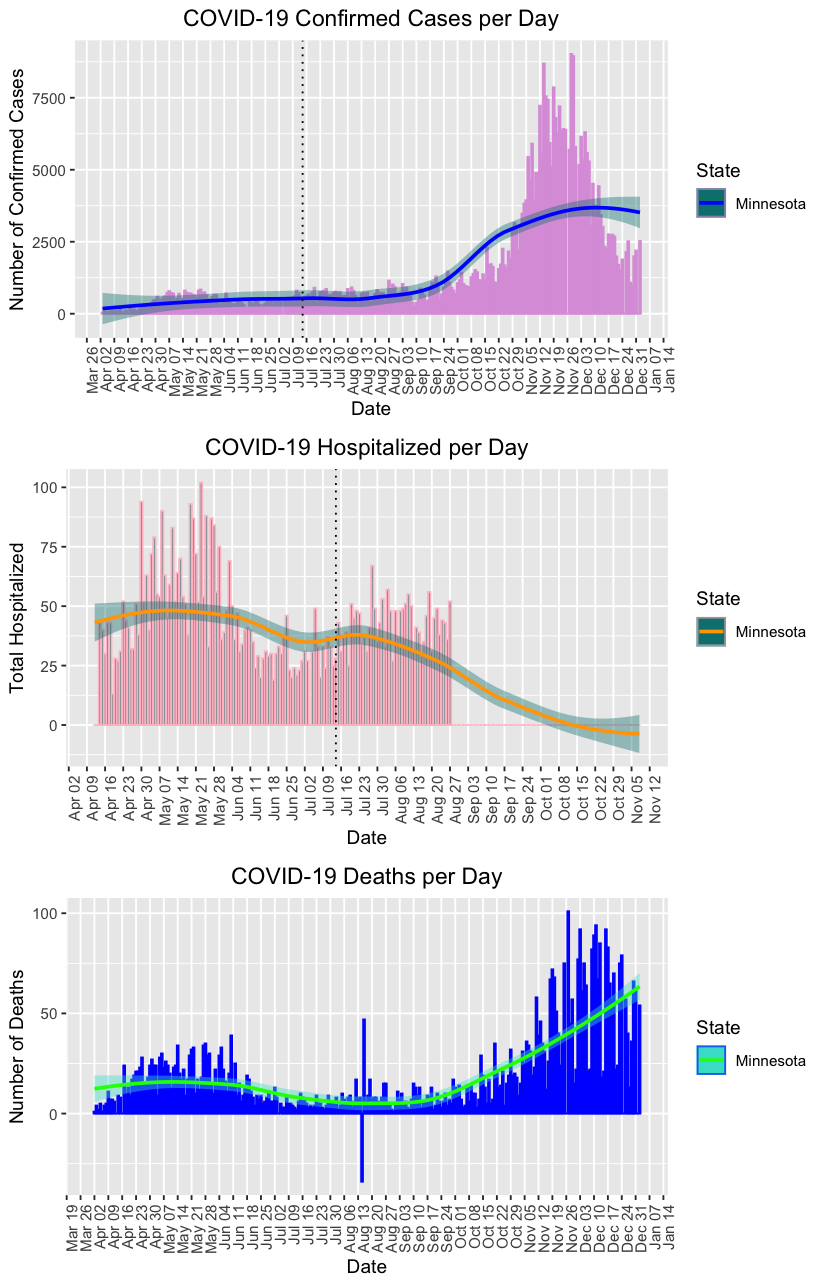 COVID-19 Confirmed Cases per Day
Number of Confirmed Cases
7500
5000
2500
0
State
Minnesota
Mar 26
Apr 02
Apr 09
Apr 16
Apr 23
Apr 30
May 07
May 14
May 21
May 28
Jun 04
Jun 11
Jun 18
Jun 25
Jul 02
Jul 09
Jul 16
Jul 23
Jul 30
Aug 06
Aug 13
Aug 20
Aug 27
Sep 03
Sep 10
Sep 17
Sep 24
Oct 01
Oct 08
Oct 15
Oct 22
Oct 29
Nov 05
Nov 12
Nov 19
Nov 26
Dec 03
Dec 10
Dec 17
Dec 24
Dec 31
Jan 07
Jan 14
Date
COVID-19 Hospitalized per Day
Total Hospitalized
100
75
50
25
0
State
Minnesota
Apr 02
Apr 09
Apr 16
Apr 23
Apr 30
May 07
May 14
May 21
May 28
Jun 04
Jun 11
Jun 18
Jun 25
Jul 02
Jul 09
Jul 16
Jul 23
Jul 30
Aug 06
Aug 13
Aug 20
Aug 27
Sep 03
Sep 10
Sep 17
Sep 24
Oct 01
Oct 08
Oct 15
Oct 22
Oct 29
Nov 05
Nov 12
Date
COVID-19 Deaths per Day
Number of Deaths
100
50
0
State
Minnesota
Mar 19
Mar 26
Apr 02
Apr 09
Apr 16
Apr 23
Apr 30
May 07
May 14
May 21
May 28
Jun 04
Jun 11
Jun 18
Jun 25
Jul 02
Jul 09
Jul 16
Jul 23
Jul 30
Aug 06
Aug 13
Aug 20
Aug 27
Sep 03
Sep 10
Sep 17
Sep 24
Oct 01
Oct 08
Oct 15
Oct 22
Oct 29
Nov 05
Nov 12
Nov 19
Nov 26
Dec 03
Dec 10
Dec 17
Dec 24
Dec 31
Jan 07
Jan 14
Date